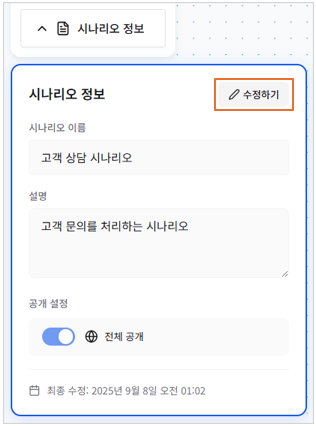 시나리오 정보
시나리오 정보
수정하기
시나리오 이름
고객 상담 시나리오
설명
고객 문의를 처리하는 시나리오
공개 설정
전체 공개
최종 수정: 2025년 9월 8일 오전 01:02